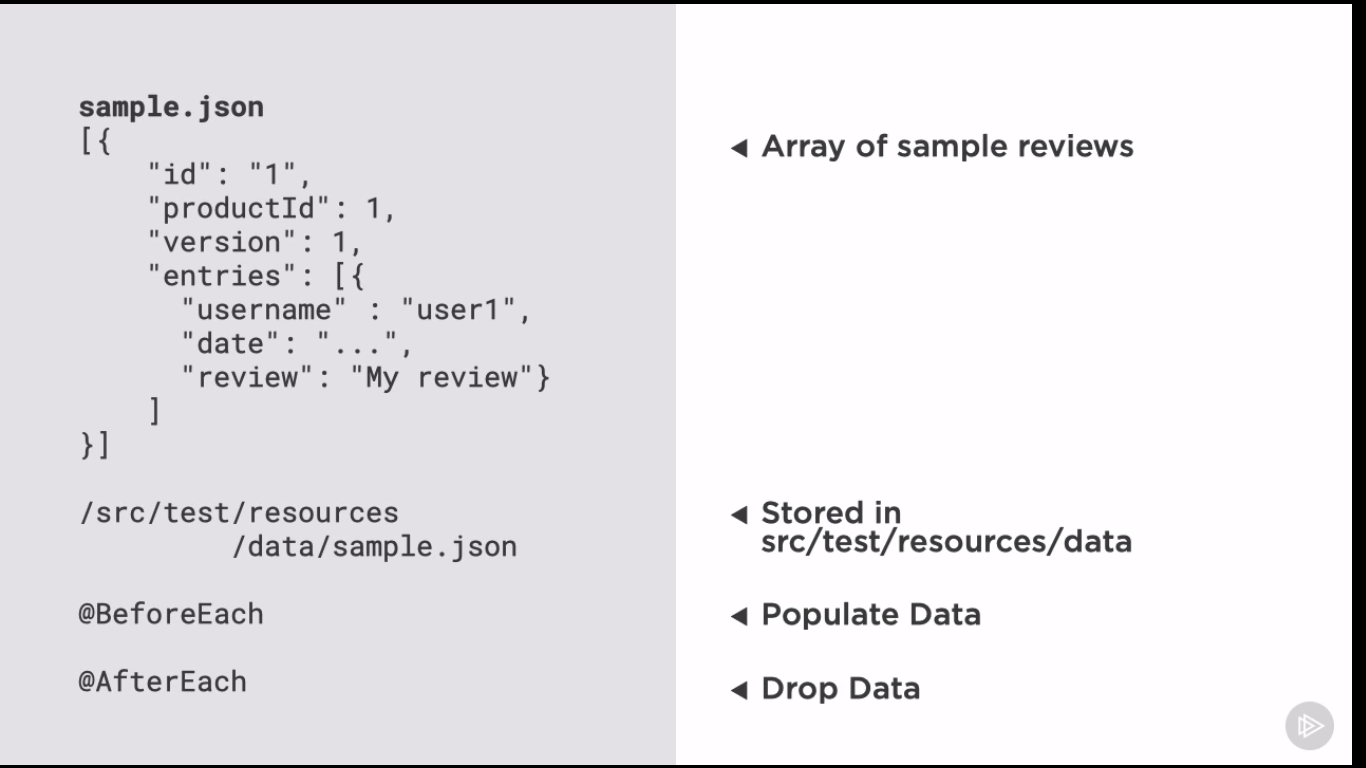 sample.json
[{
"id": "1",
"productId": 1,
"version": 1,
"entries": [{
"username" : "user1",
"date": "...",
"review": "My review"}
]
}]
/src/test/resources
/data/sample.json
@BeforeEach
@AfterEach
Array of sample reviews
Stored in
src/test/resources/data
Populate Data
Drop Data